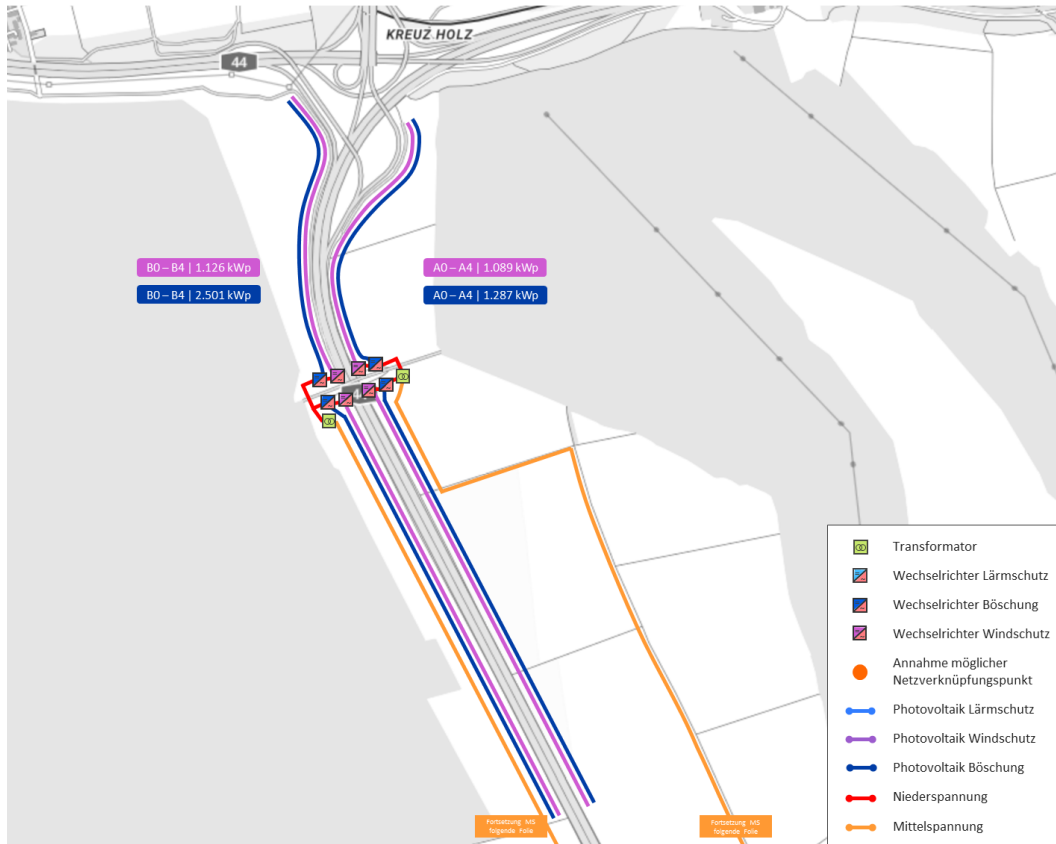 KREUZ HOLZ
44
B0 – B4 | 1.126 kWp
A0 – A4 | 1.089 kWp
B0 – B4 | 2.501 kWp
A0 – A4 | 1.287 kWp
Transformator
Wechselrichter Lärmschutz
Wechselrichter Böschung
Wechselrichter Windschutz
Annahme möglicher
Netzverknüpfungspunkt
Photovoltaik Lärmschutz
Photovoltaik Windschutz
Photovoltaik Böschung
Niederspannung
Mittelspannung
Fortsetzung MS
folgende Folie
Fortsetzung MS
folgende Folie